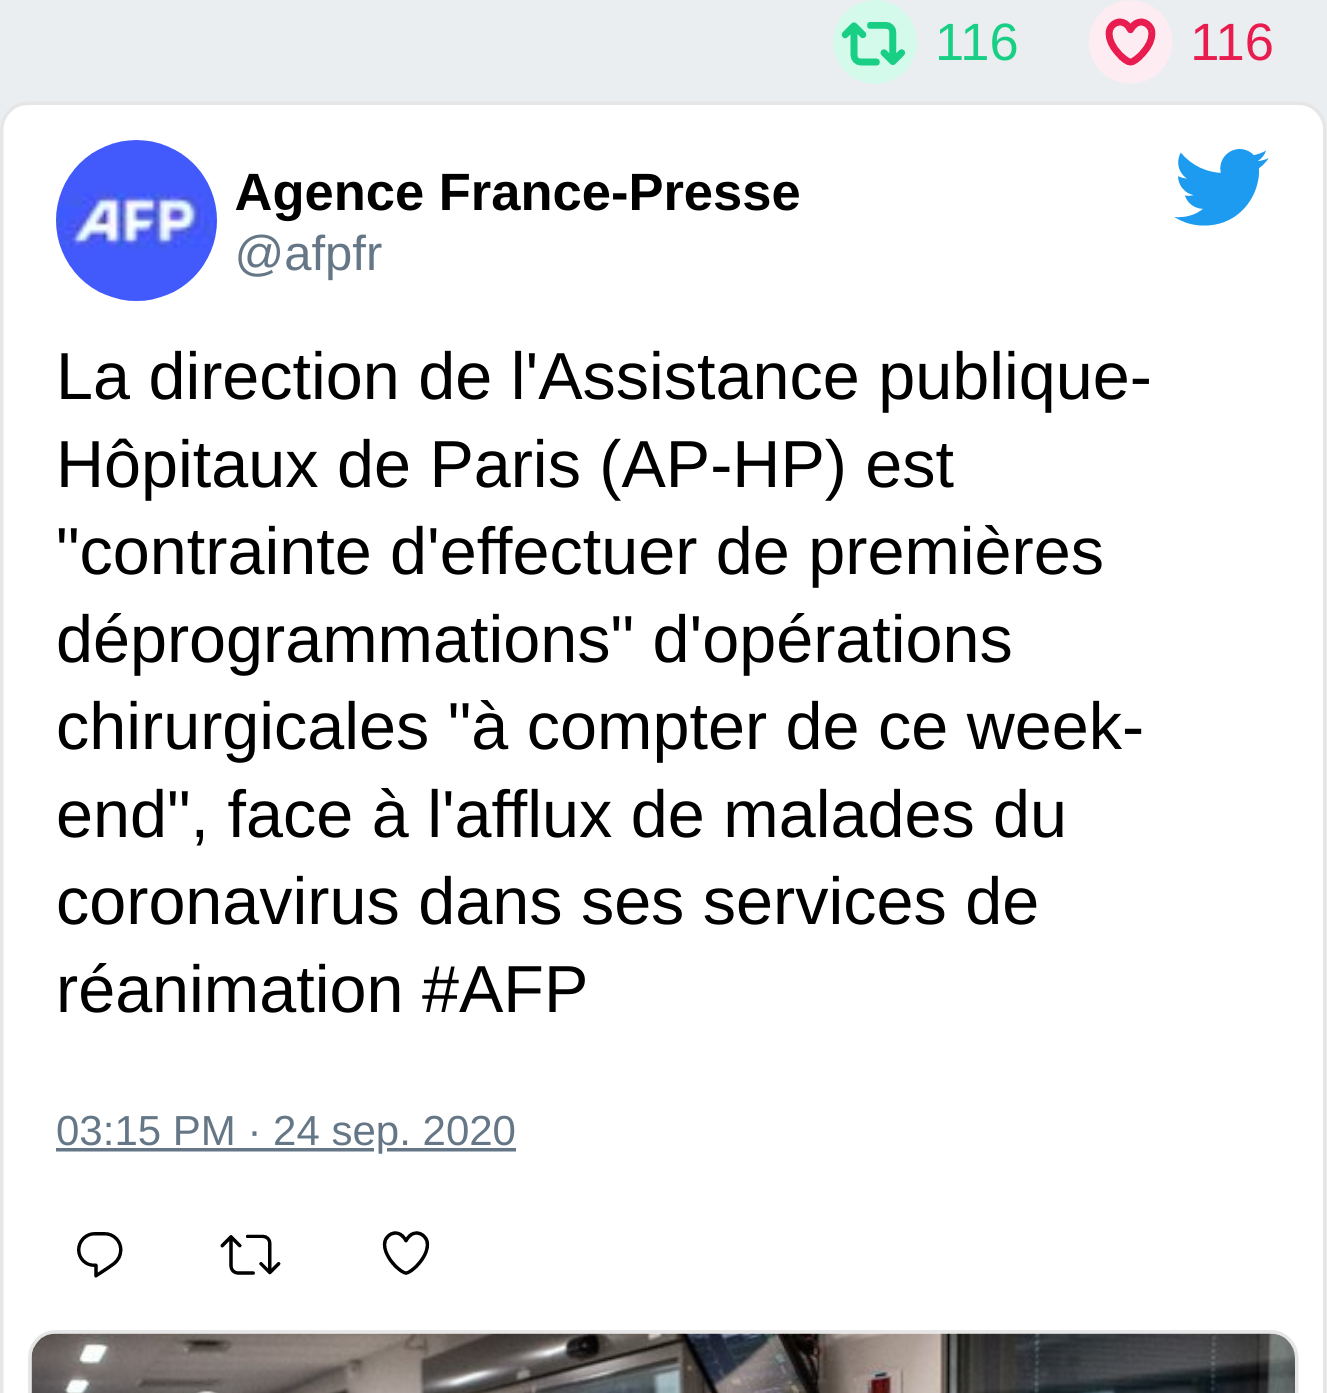 116 116
AFP
Agence France-Presse
@afpfr
La direction de l'Assistance publique-
Hôpitaux de Paris (AP-HP) est
"contrainte d'effectuer de premières
déprogrammations" d'opérations
chirurgicales "à compter de ce week-
end", face à l'afflux de malades du
coronavirus dans ses services de
réanimation #AFP
03:15 PM · 24 sep. 2020